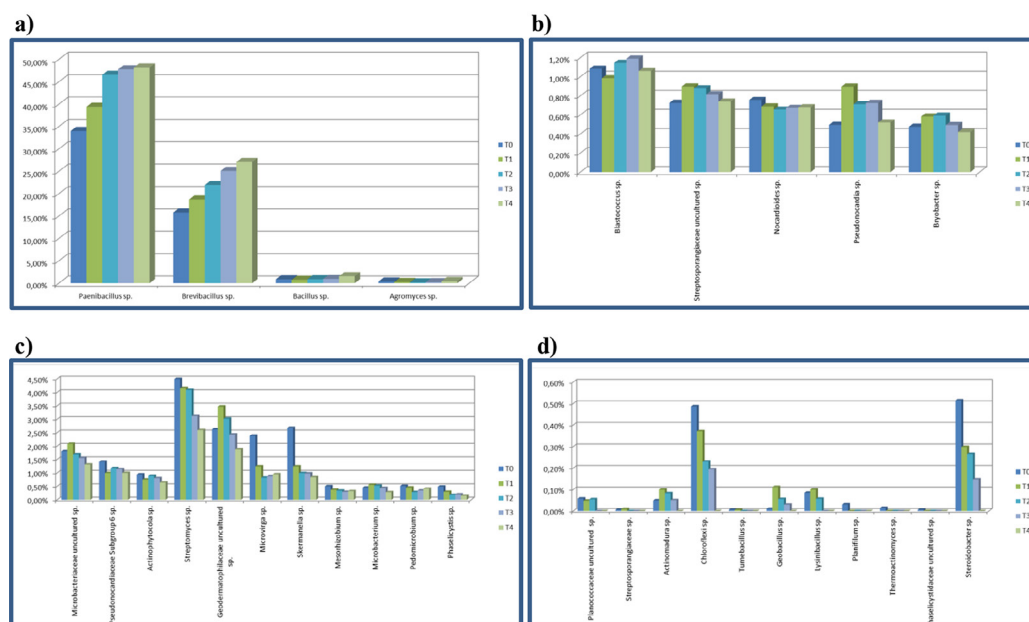 a)
50,00%
45,00%
40,00%
35,00%
30,00%
25,00%
20,00%
15,00%
10,00%
5,00%
0,00%
Paenibacillus sp.
Brevibacillus sp.
Bacillus sp.
Agromyces sp.
T0
T1
T2
T3
T4
b)
1,20%
1,00%
0,80%
0,60%
0,40%
0,20%
0,00%
Blastococcus sp.
Streptosporangiaceae uncultured sp.
Nocardioides sp.
Pseudonocardia sp.
Bryobacter sp.
T0
T1
T2
T3
T4
c)
4,50%
4,00%
3,50%
3,00%
2,50%
2,00%
1,50%
1,00%
0,50%
0,00%
Microbacteriaceae uncultured sp.
Pseudonocardiaceae Subgroup 6 sp.
Actinophytocola sp.
Streptomyces sp.
Geodermatophilaceae uncultured
sp.
Microvirga sp.
Skermanella sp.
Mesorhizobium sp.
Microbacterium sp.
Pedomicrobium sp.
Phaselicystis sp.
T0
T1
T2
T3
T4
d)
0,60%
0,50%
0,40%
0,30%
0,20%
0,10%
0,00%
Planococcaceae uncultured sp.
Streptosporangiaceae sp.
Actinomadura sp.
Chloroflexi sp.
Tumebacillus sp.
Geobacillus sp.
Lysinibacillus sp.
Planifilum sp.
Thermoactinomyces sp.
haselicystidaceae uncultured sp.
Steroidobacter sp.
T0
T1
T2
T3
T4